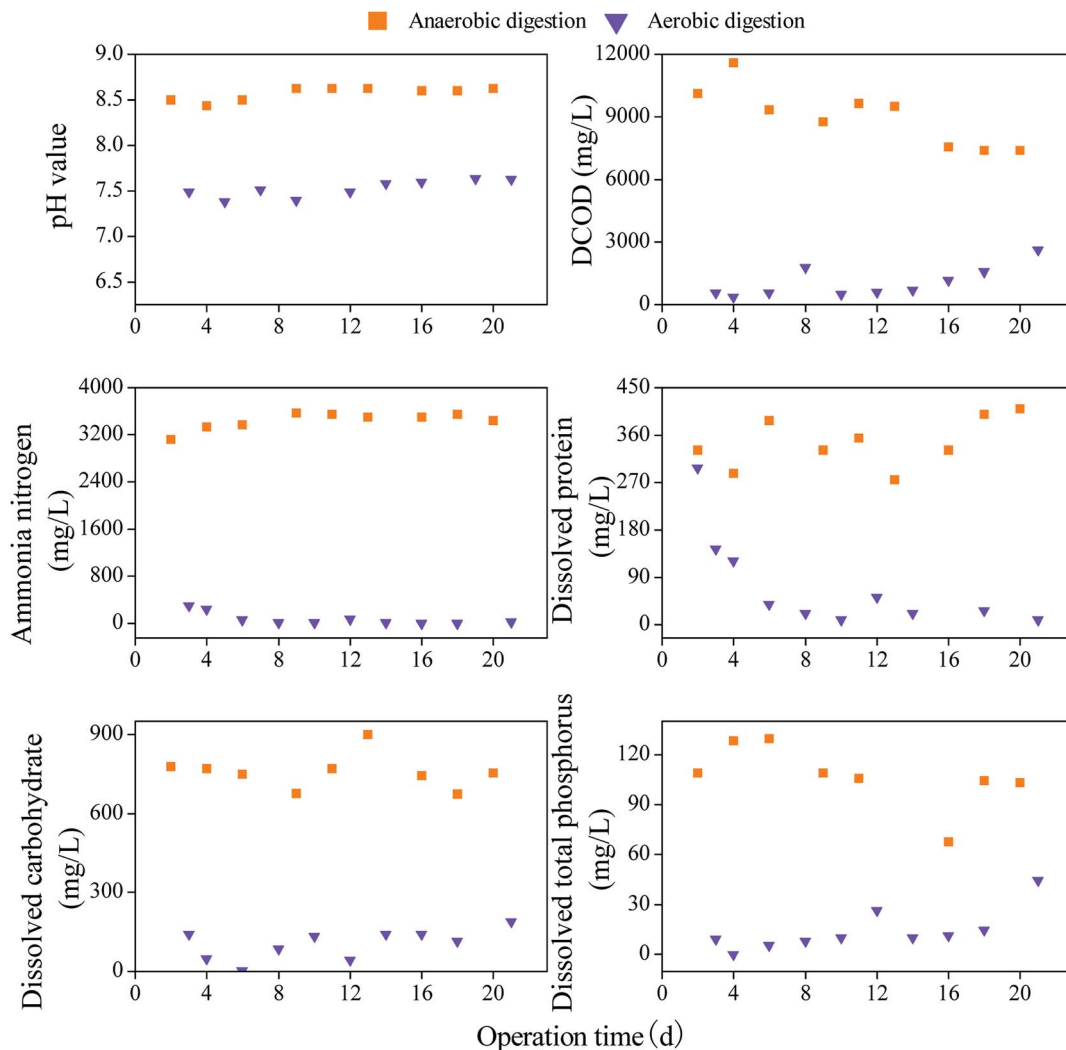 Anaerobic digestion Aerobic digestion
9.0
8.5
8.0
7.5
7.0
6.5
0 4 8 12 16 20
pH value
12000
9000
6000
3000
0
0 4 8 12 16 20
DCOD (mg/L)
4000
3200
2400
1600
800
0
0 4 8 12 16 20
Ammonia nitrogen
(mg/L)
450
360
270
180
90
0
0 4 8 12 16 20
Dissolved protein
(mg/L)
900
600
300
0
0 4 8 12 16 20
Dissolved carbohydrate
(mg/L)
120
90
60
30
0
0 4 8 12 16 20
Dissolved total phosphorus
(mg/L)
Operation time (d)